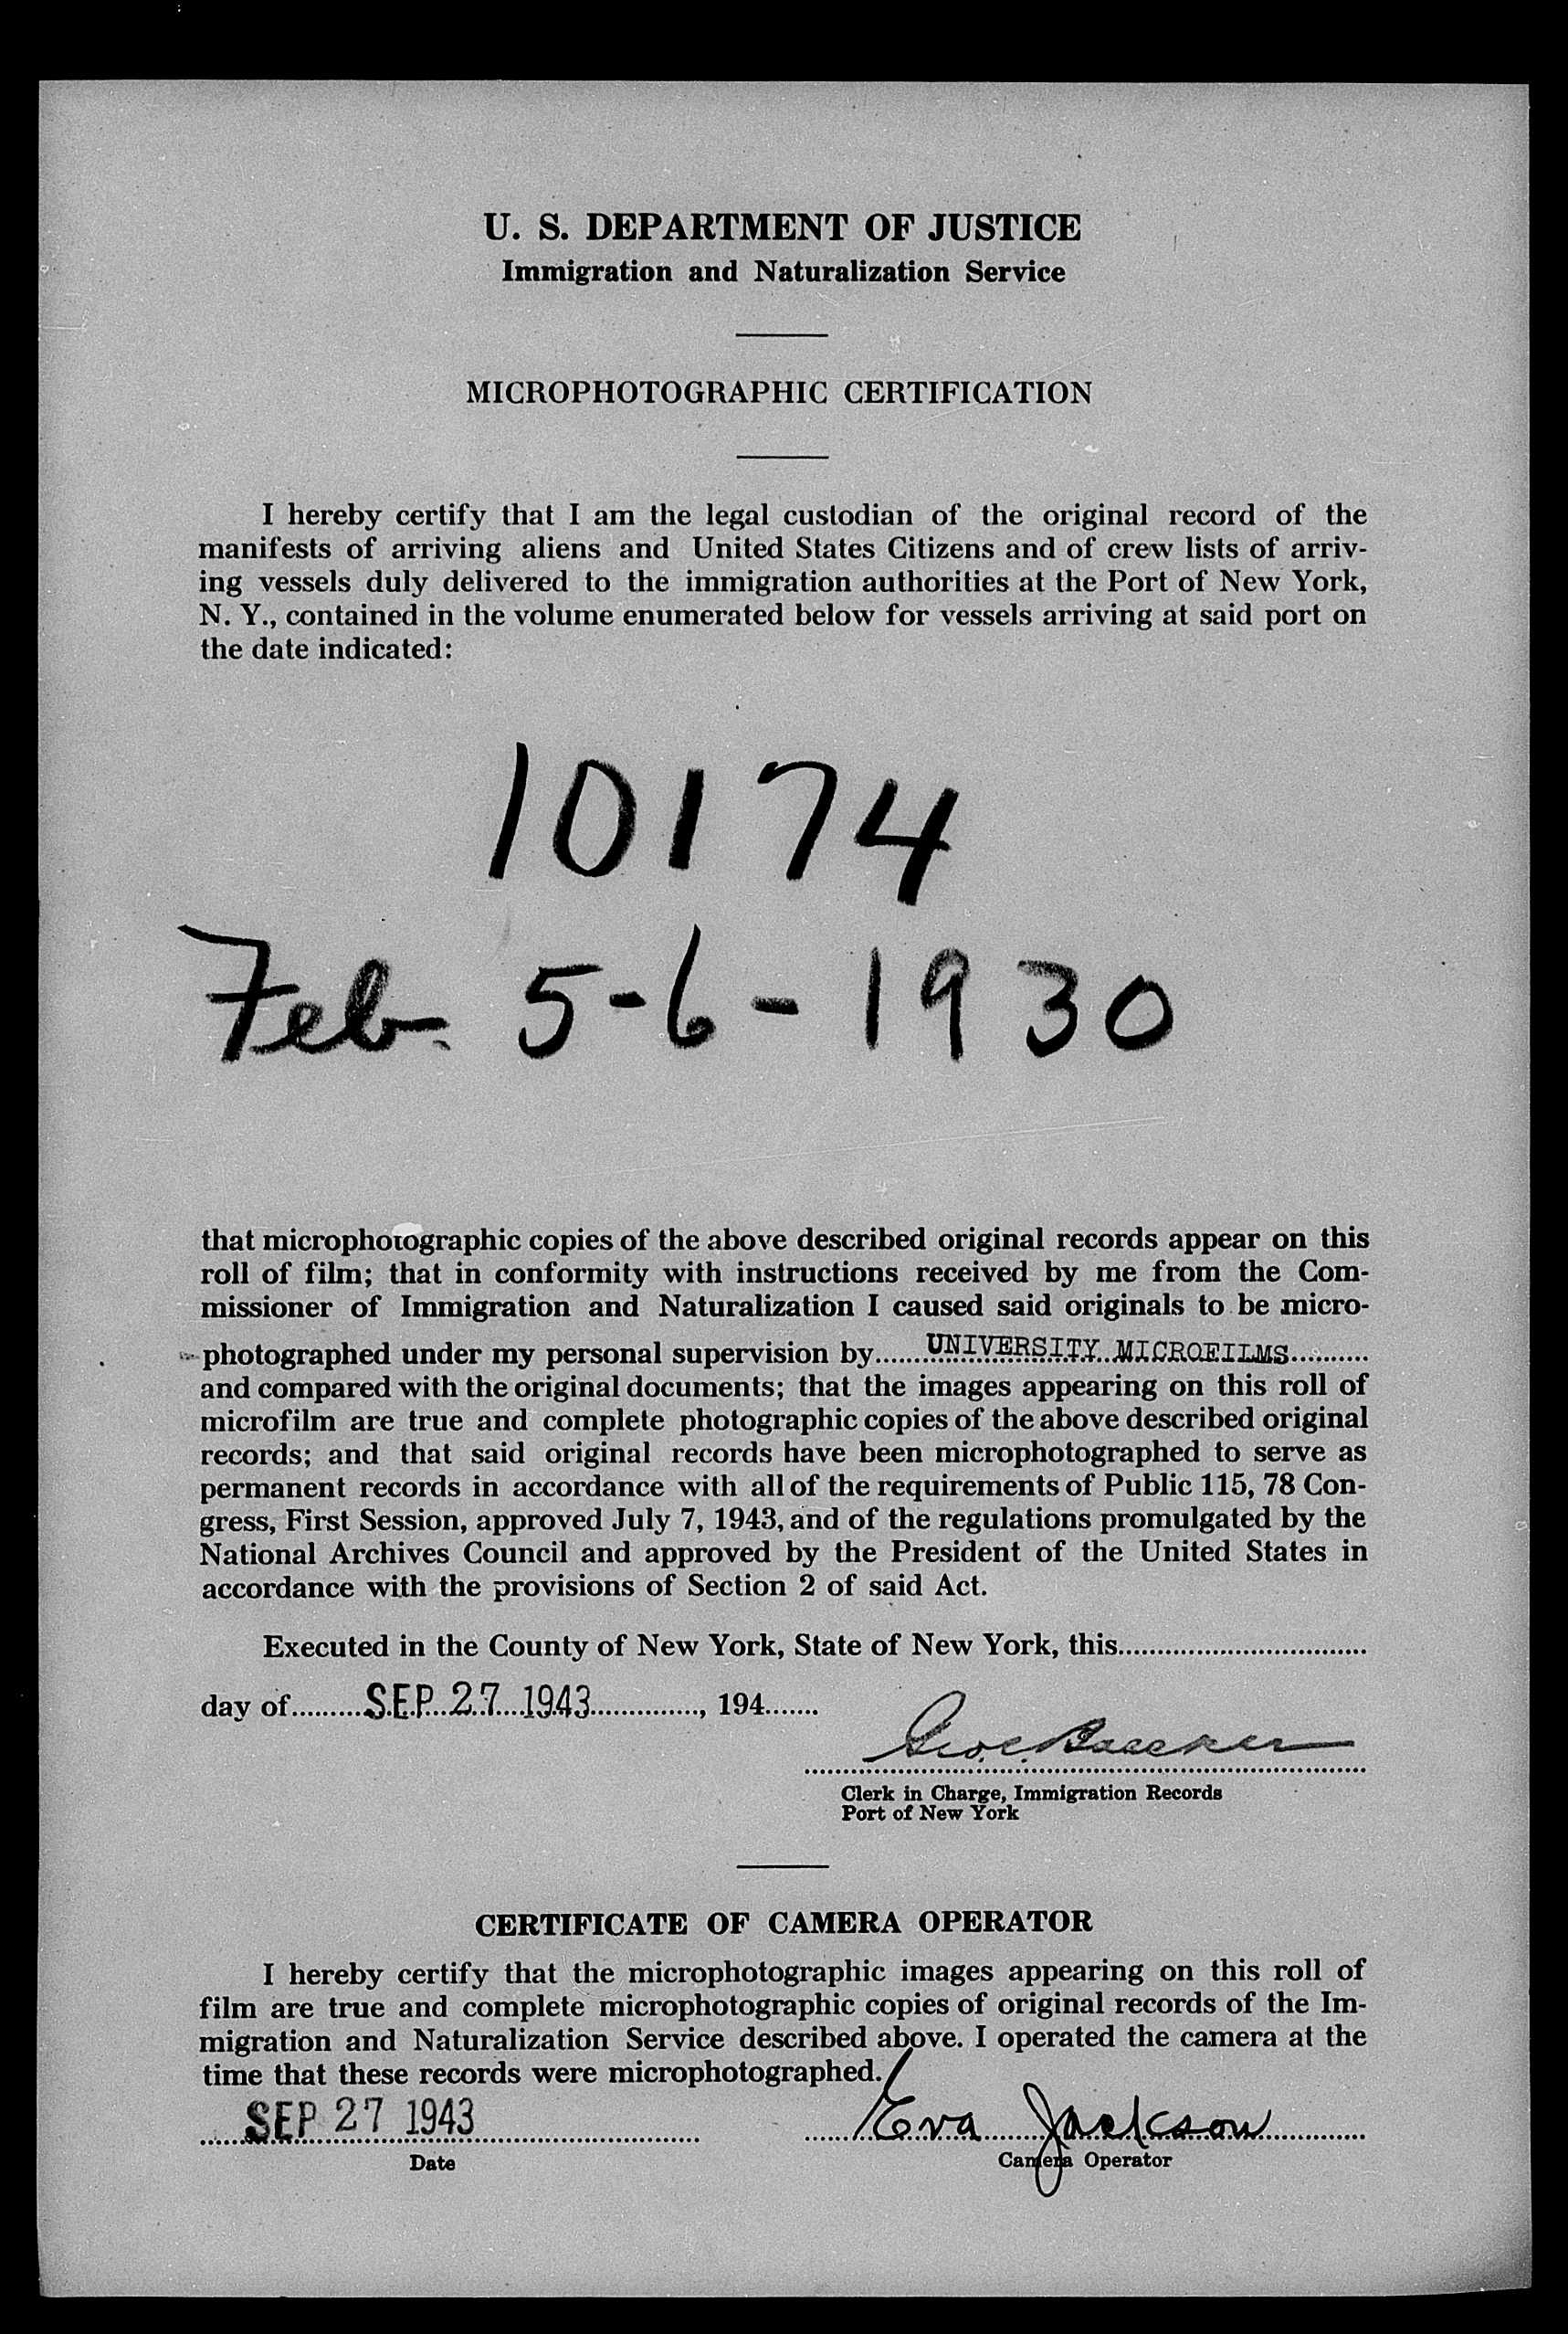 U. S. DEPARTMENT OF JUSTICE
Immigration and Naturalization Service
MICROPHOTOGRAPHIC CERTIFICATION
I hereby certify that I am the legal custodian of the original record of the
manifests of arriving aliens and United States Citizens and of crew lists of arriv-
ing vessels duly delivered to the immigration authorities at the Port of New York,
N. Y., contained in the volume enumerated below for vessels arriving at said port on
the date indicated:
10174
Feb. 5-6-1930
that microphotographic copies of the above described original records appear on this
roll of film; that in conformity with instructions received by me from the Com-
missioner of Immigration and Naturalization I caused said originals to be micro-
photographed under my personal supervision by UNIVERSITY MICROFILMS
and compared with the original documents; that the images appearing on this roll of
microfilm are true and complete photographic copies of the above described original
records; and that said original records have been microphotographed to serve as
permanent records in accordance with all of the requirements of Public 115, 78 Con-
gress, First Session, approved July 7, 1943, and of the regulations promulgated by the
National Archives Council and approved by the President of the United States in
accordance with the provisions of Section 2 of said Act.
Executed in the County of New York, State of New York, this
day of SEP 27 1943, 194
Clerk in Charge, Immigration Records
Port of New York
CERTIFICATE OF CAMERA OPERATOR
I hereby certify that the microphotographic images appearing on this roll of
film are true and complete microphotographic copies of original records of the Im-
migration and Naturalization Service described above. I operated the camera at the
time that these records were microphotographed.
SEP 27 1943 Eva Jackson
Date Camera Operator